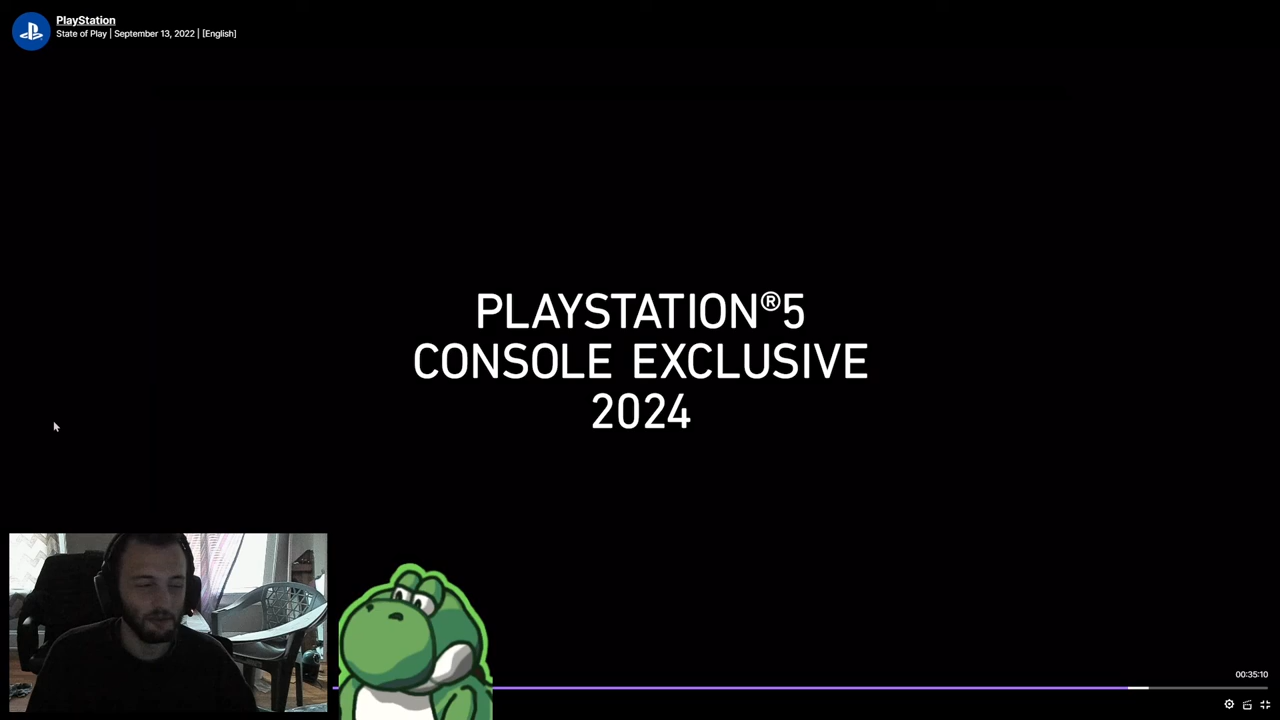 PlayStation
State of Play | September 13, 2022 | [English]
PLAYSTATION®5
CONSOLE EXCLUSIVE
2024
00:35:10